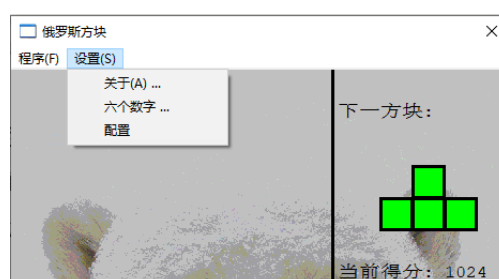 俄罗斯方块
程序(F) 设置(S)
关于(A) ...
六个数字 ...
配置
下一方块:
当前得分: 1024